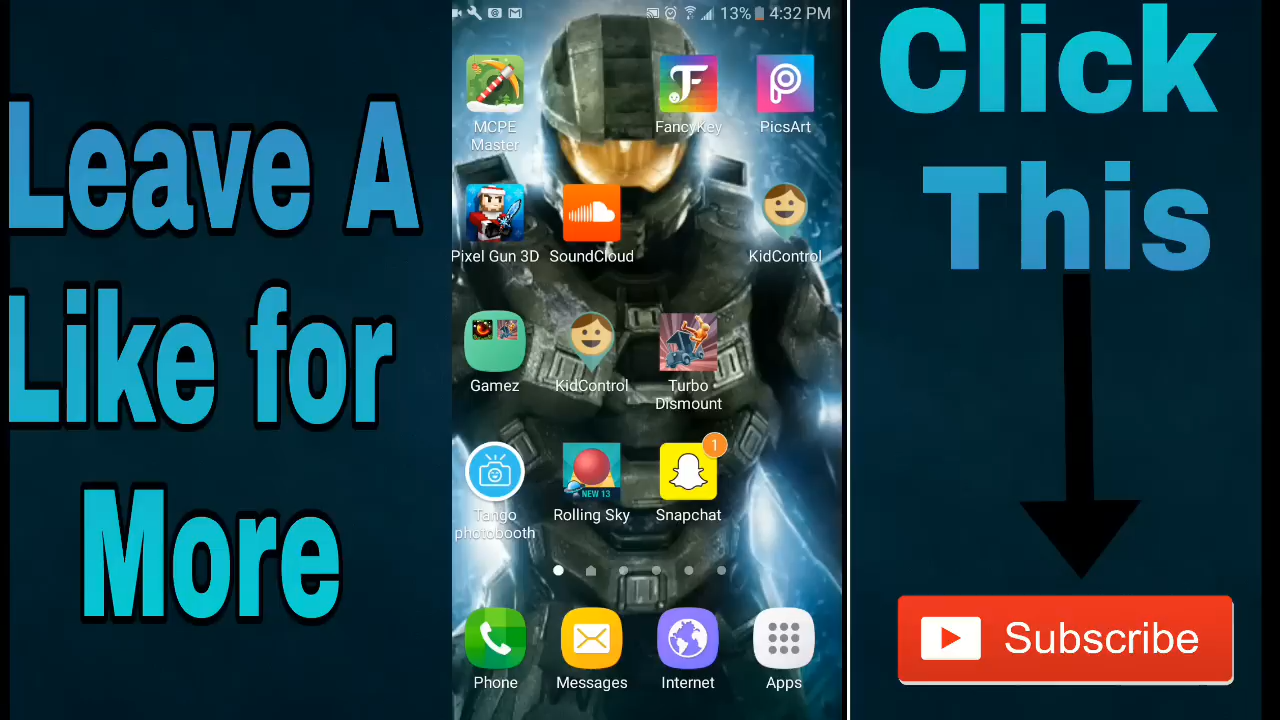 Leave A
Like for
More
13% 4:32 PM
MCPE
Master
FancyKey
PicsArt
Pixel Gun 3D
SoundCloud
KidControl
Gamez
KidControl
Turbo
Dismount
NEW 13
1
Tango
photobooth
Rolling Sky
Snapchat
Phone
Messages
Internet
Apps
Click
This
Subscribe